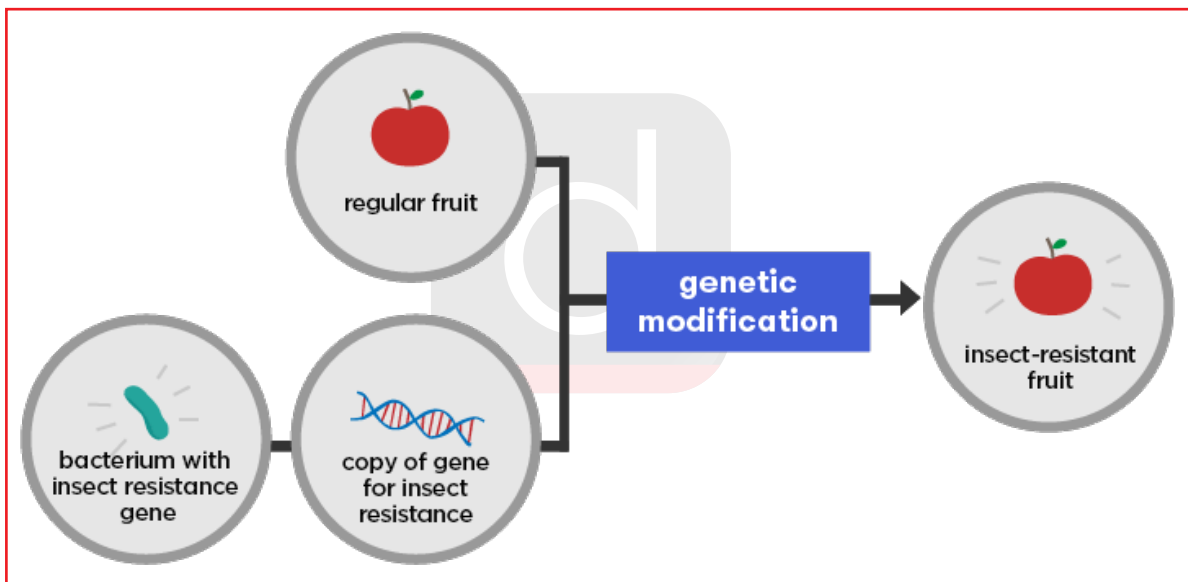 regular fruit
genetic
modification
insect-resistant
fruit
bacterium with
insect resistance
gene
copy of gene
for insect
resistance